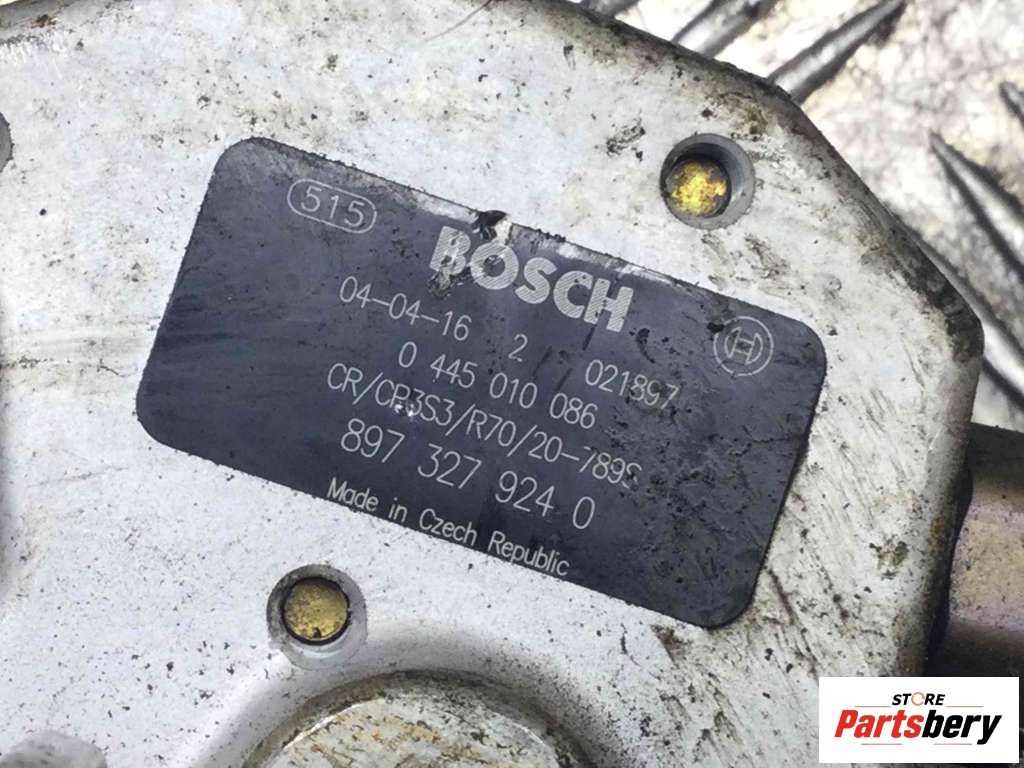 515
BOSCH
04-04-16 2 021897
0 445 010 086
CR/CP3S3/R70/20-789S
897 327 924 0
Made in Czech Republic
STORE
Partsbery